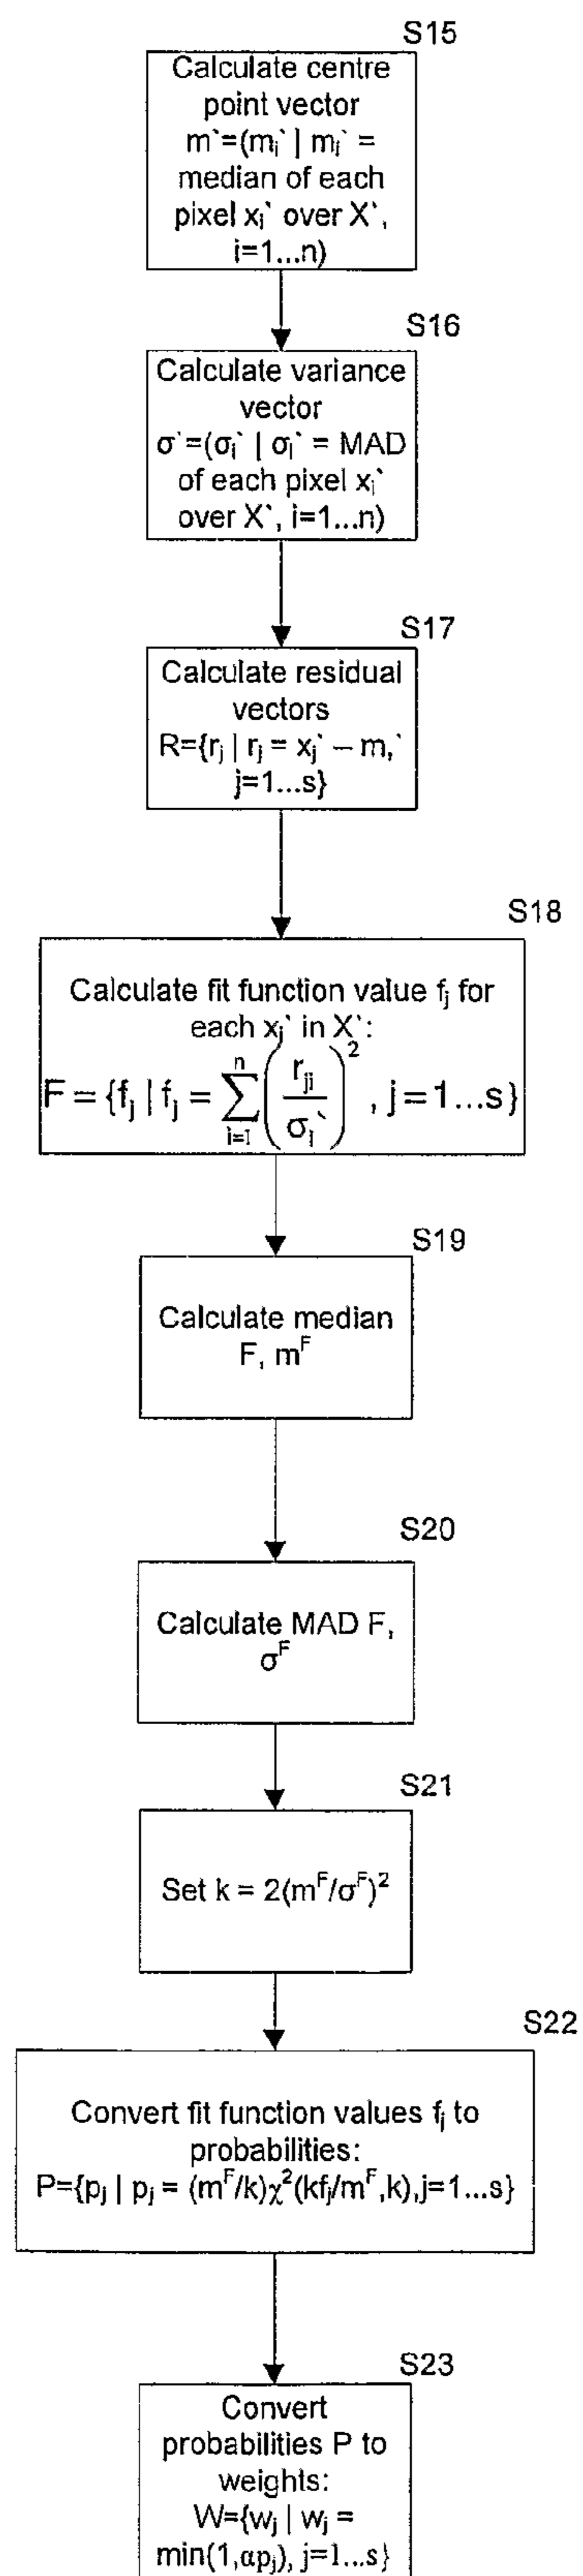 S15
Calculate centre
point vector
m`=(mᵢ` | mᵢ` =
median of each
pixel xᵢ` over X`,
i=1...n)
S16
Calculate variance
vector
σ`=(σᵢ` | σᵢ` = MAD
of each pixel xᵢ`
over X`, i=1...n)
S17
Calculate residual
vectors
R={rⱼ | rⱼ = xⱼ` – m,`
j=1...s}
S18
Calculate fit function value fⱼ for
each xⱼ` in X`:
F = {fⱼ | fⱼ = ∑ᵢ₌₁ⁿ (rⱼᵢ / σᵢ`)² , j = 1...s}
S19
Calculate median
F, mᶠ
S20
Calculate MAD F,
σᶠ
S21
Set k = 2(mᶠ/σᶠ)²
S22
Convert fit function values fⱼ to
probabilities:
P={pⱼ | pⱼ = (mᶠ/k)χ²(kfⱼ/mᶠ,k),j=1...s}
S23
Convert
probabilities P to
weights:
W={wⱼ | wⱼ =
min(1,αpⱼ), j=1...s}